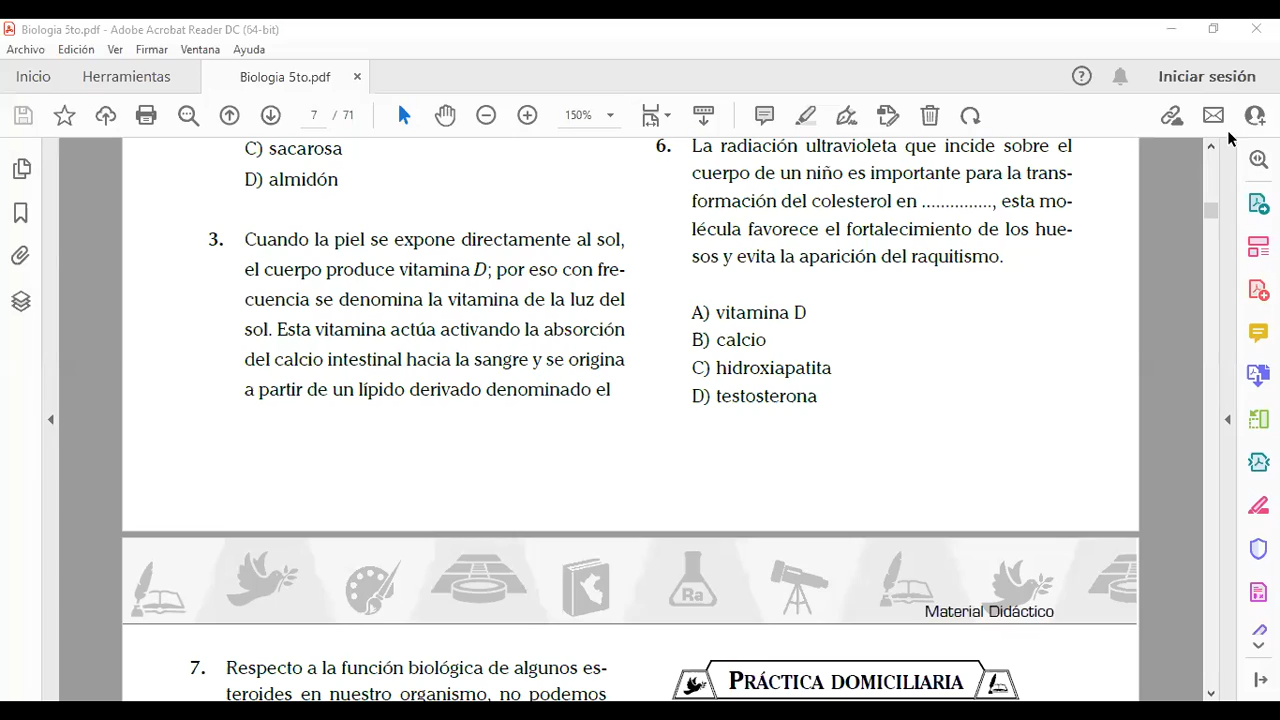 Biologia 5to.pdf - Adobe Acrobat Reader DC (64-bit)
Archivo Edición Ver Firmar Ventana Ayuda
Inicio Herramientas Biologia 5to.pdf × Iniciar sesión
7 / 71 150%
C) sacarosa
D) almidón
3. Cuando la piel se expone directamente al sol,
el cuerpo produce vitamina D; por eso con fre-
cuencia se denomina la vitamina de la luz del
sol. Esta vitamina actúa activando la absorción
del calcio intestinal hacia la sangre y se origina
a partir de un lípido derivado denominado el
6. La radiación ultravioleta que incide sobre el
cuerpo de un niño es importante para la trans-
formación del colesterol en ..............., esta mo-
lécula favorece el fortalecimiento de los hue-
sos y evita la aparición del raquitismo.
A) vitamina D
B) calcio
C) hidroxiapatita
D) testosterona
Ra
Material Didáctico
7. Respecto a la función biológica de algunos es-
teroides en nuestro organismo, no podemos
PRÁCTICA DOMICILIARIA